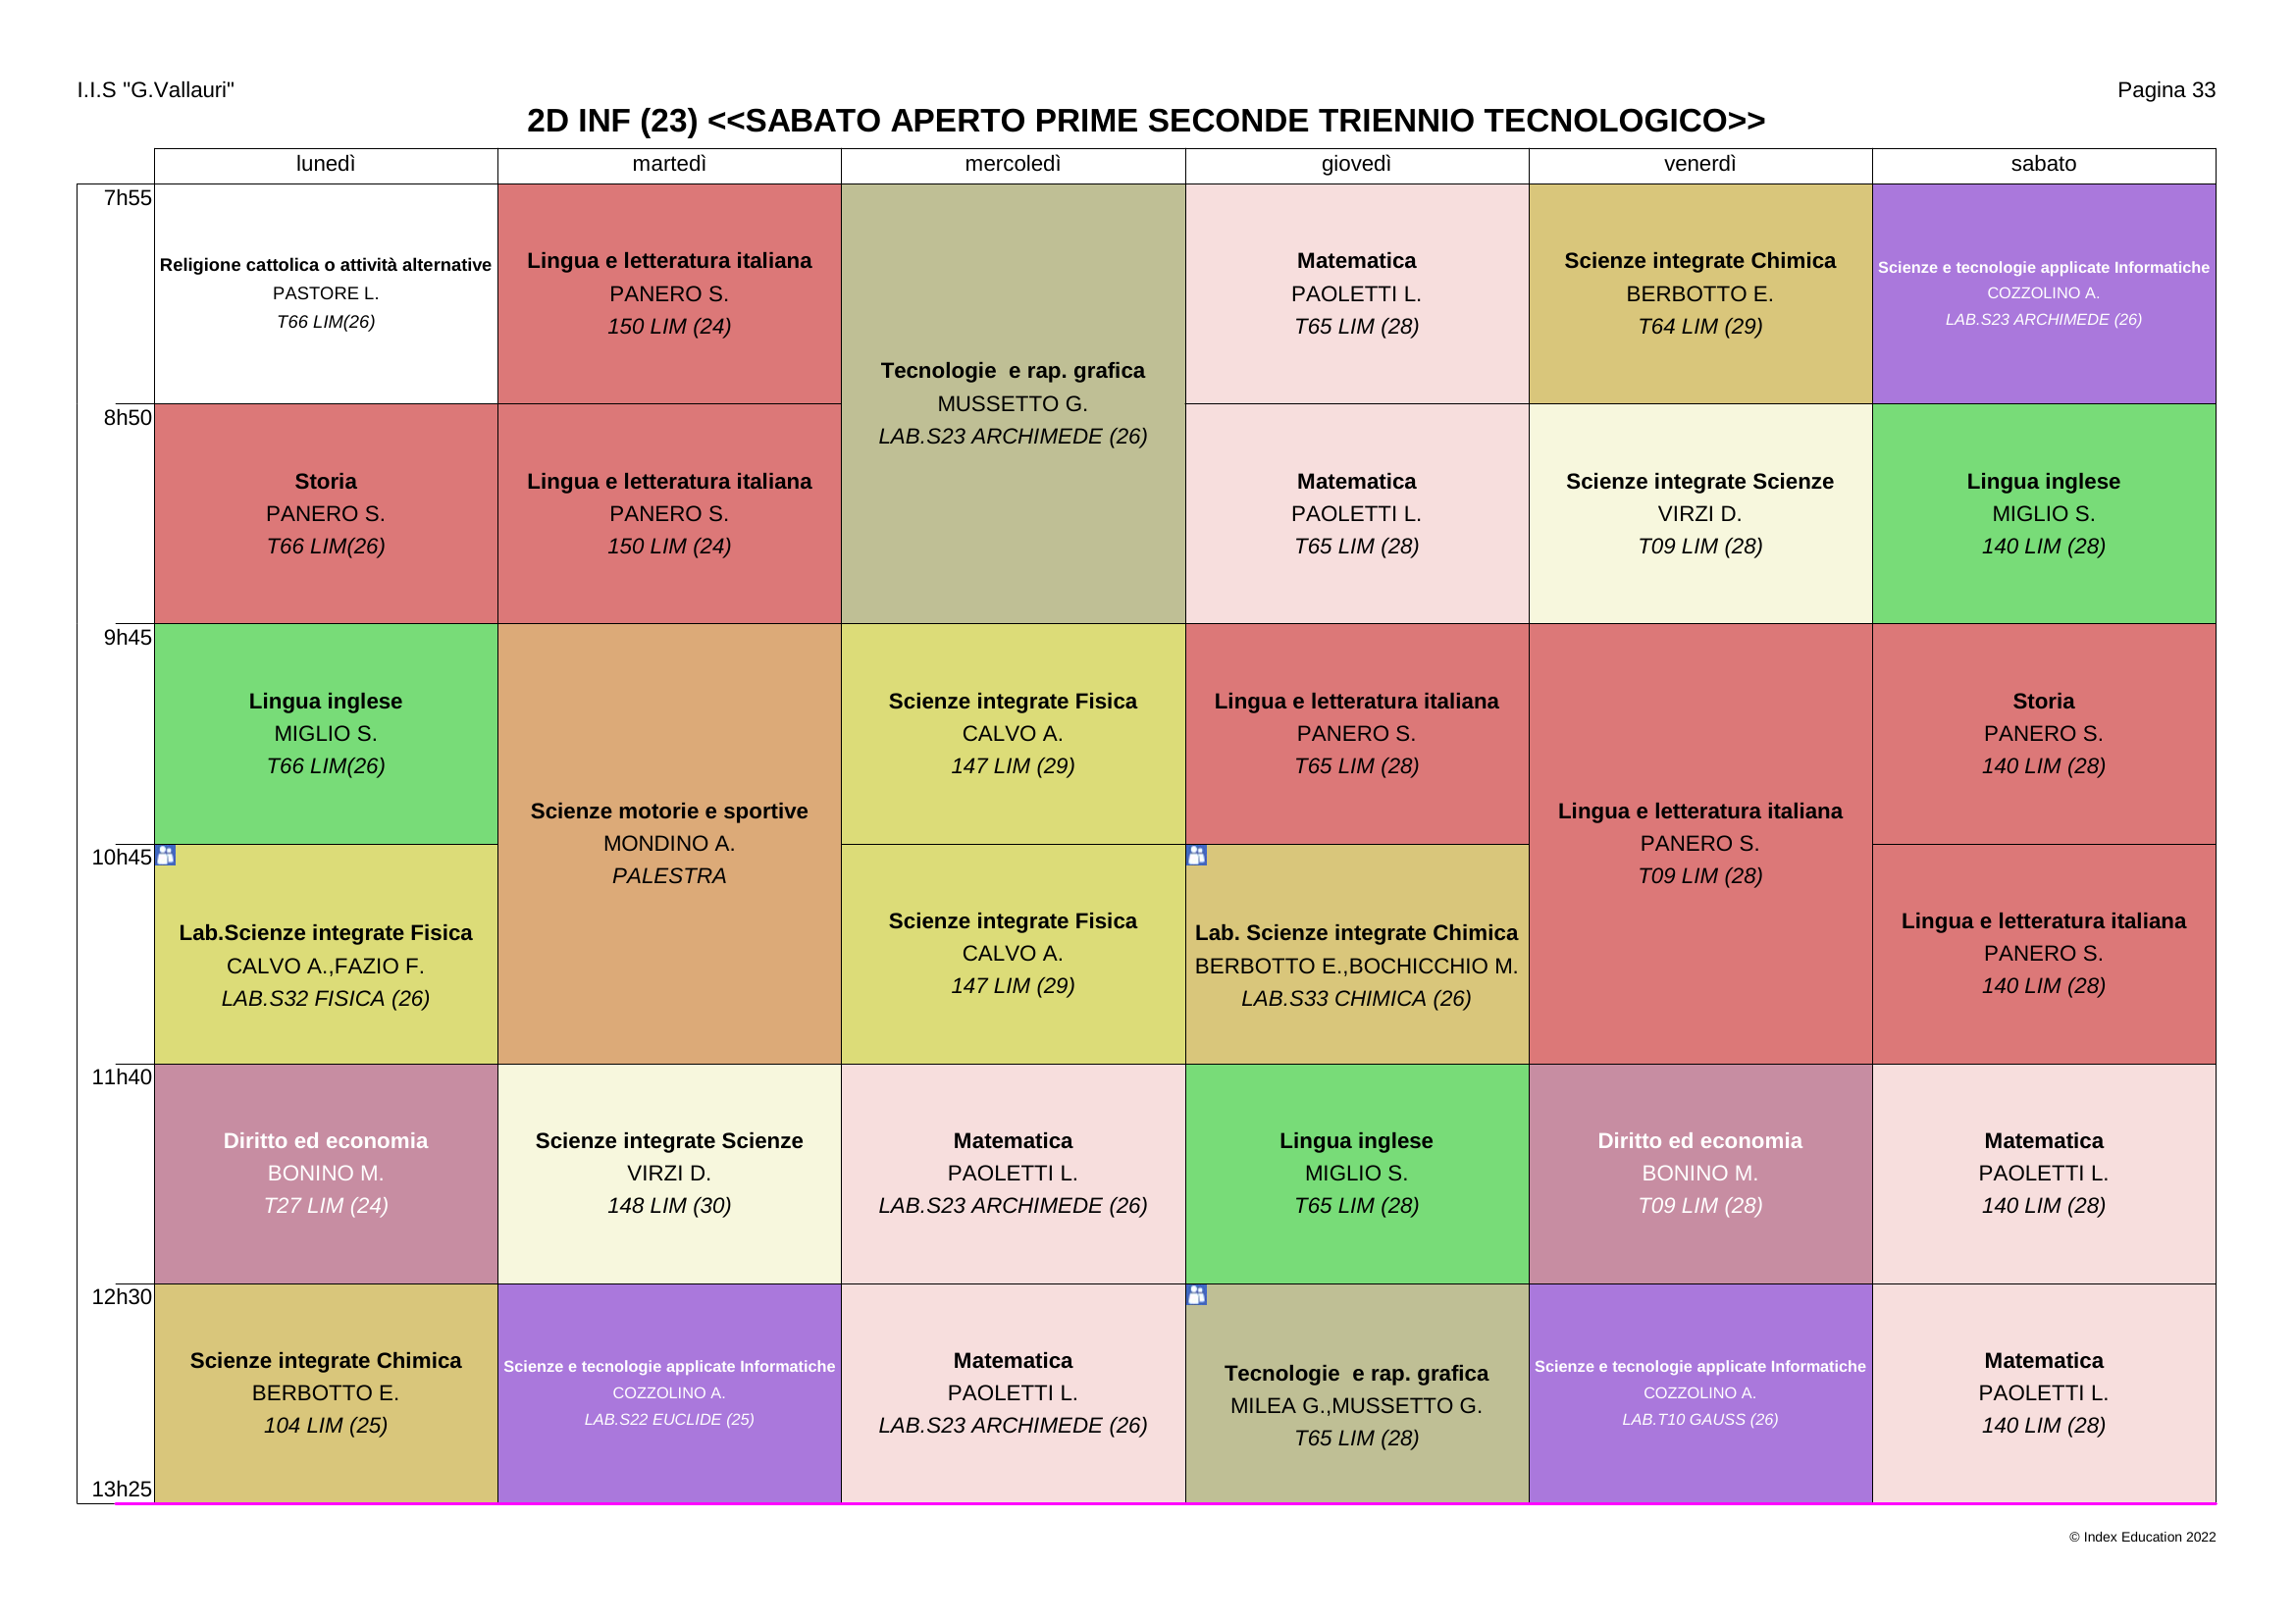 I.I.S "G.Vallauri"
Pagina 33
2D INF (23) <<SABATO APERTO PRIME SECONDE TRIENNIO TECNOLOGICO>>
lunedì
martedì
mercoledì
giovedì
venerdì
sabato
7h55
Religione cattolica o attività alternative
PASTORE L.
T66 LIM(26)
Lingua e letteratura italiana
PANERO S.
150 LIM (24)
Tecnologie  e rap. grafica
MUSSETTO G.
LAB.S23 ARCHIMEDE (26)
Matematica
PAOLETTI L.
T65 LIM (28)
Scienze integrate Chimica
BERBOTTO E.
T64 LIM (29)
Scienze e tecnologie applicate Informatiche
COZZOLINO A.
LAB.S23 ARCHIMEDE (26)
8h50
Storia
PANERO S.
T66 LIM(26)
Lingua e letteratura italiana
PANERO S.
150 LIM (24)
Matematica
PAOLETTI L.
T65 LIM (28)
Scienze integrate Scienze
VIRZI D.
T09 LIM (28)
Lingua inglese
MIGLIO S.
140 LIM (28)
9h45
Lingua inglese
MIGLIO S.
T66 LIM(26)
Scienze motorie e sportive
MONDINO A.
PALESTRA
Scienze integrate Fisica
CALVO A.
147 LIM (29)
Lingua e letteratura italiana
PANERO S.
T65 LIM (28)
Lingua e letteratura italiana
PANERO S.
T09 LIM (28)
Storia
PANERO S.
140 LIM (28)
10h45
Lab.Scienze integrate Fisica
CALVO A.,FAZIO F.
LAB.S32 FISICA (26)
Scienze integrate Fisica
CALVO A.
147 LIM (29)
Lab. Scienze integrate Chimica
BERBOTTO E.,BOCHICCHIO M.
LAB.S33 CHIMICA (26)
Lingua e letteratura italiana
PANERO S.
140 LIM (28)
11h40
Diritto ed economia
BONINO M.
T27 LIM (24)
Scienze integrate Scienze
VIRZI D.
148 LIM (30)
Matematica
PAOLETTI L.
LAB.S23 ARCHIMEDE (26)
Lingua inglese
MIGLIO S.
T65 LIM (28)
Diritto ed economia
BONINO M.
T09 LIM (28)
Matematica
PAOLETTI L.
140 LIM (28)
12h30
Scienze integrate Chimica
BERBOTTO E.
104 LIM (25)
Scienze e tecnologie applicate Informatiche
COZZOLINO A.
LAB.S22 EUCLIDE (25)
Matematica
PAOLETTI L.
LAB.S23 ARCHIMEDE (26)
Tecnologie  e rap. grafica
MILEA G.,MUSSETTO G.
T65 LIM (28)
Scienze e tecnologie applicate Informatiche
COZZOLINO A.
LAB.T10 GAUSS (26)
Matematica
PAOLETTI L.
140 LIM (28)
13h25
© Index Education 2022